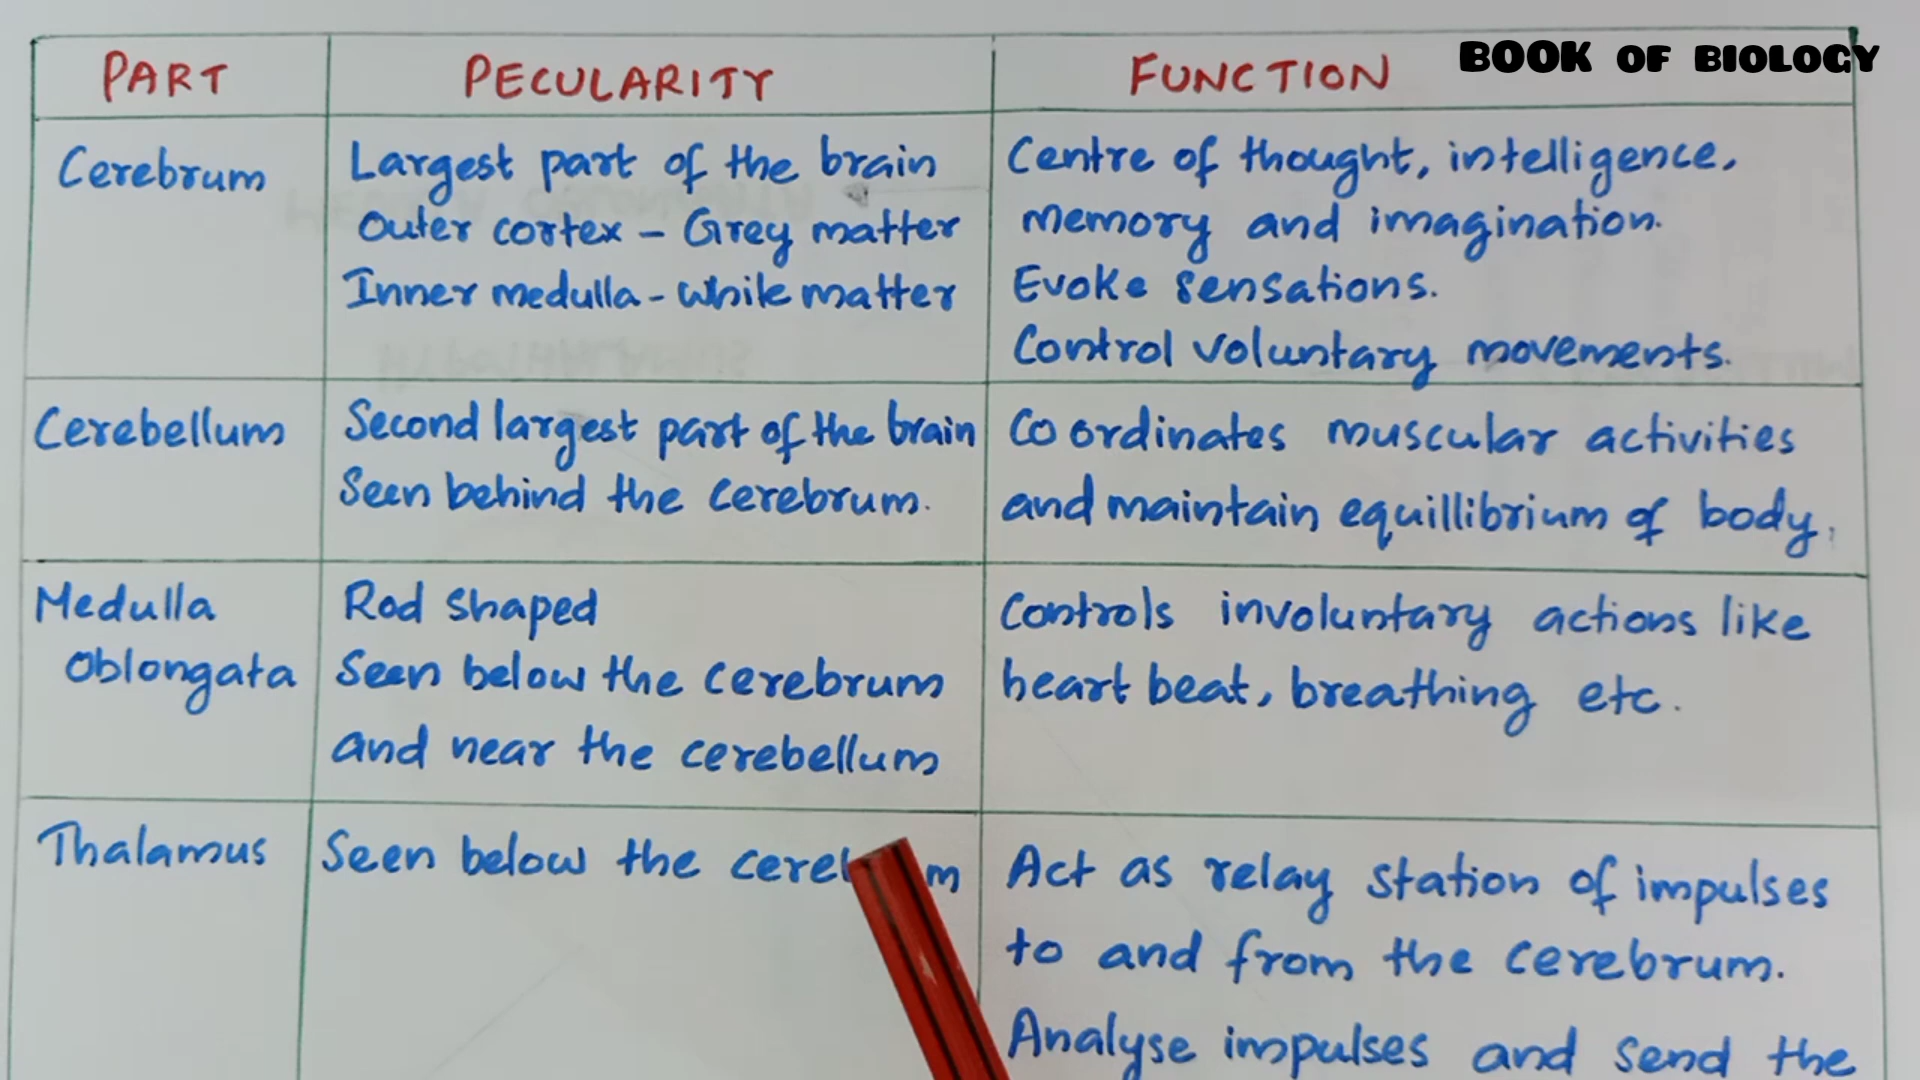 BOOK OF BIOLOGY
PART
PECULARITY
FUNCTION
Cerebrum
Largest part of the brain
Outer cortex - Grey matter
Inner medulla - White matter
Centre of thought, intelligence,
memory and imagination.
Evoke sensations.
Control voluntary movements.
Cerebellum
Second largest part of the brain
Seen behind the cerebrum.
Co ordinates muscular activities
and maintain equillibrium of body.
Medulla
Oblongata
Rod shaped
Seen below the cerebrum
and near the cerebellum
Controls involuntary actions like
heart beat, breathing etc.
Thalamus
Seen below the
Act as relay station of impulses
to and from the cerebrum.
Analyse impulses and send the